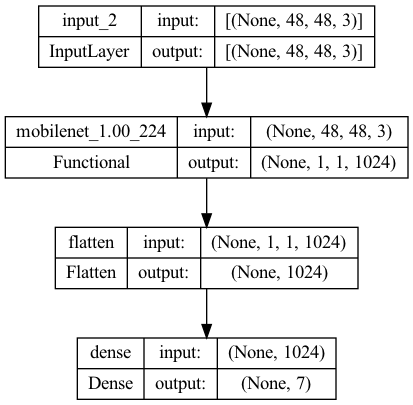 input_2 input: [(None, 48, 48, 3)]
InputLayer output: [(None, 48, 48, 3)]
mobilenet_1.00_224 input: (None, 48, 48, 3)
Functional output: (None, 1, 1, 1024)
flatten input: (None, 1, 1, 1024)
Flatten output: (None, 1024)
dense input: (None, 1024)
Dense output: (None, 7)